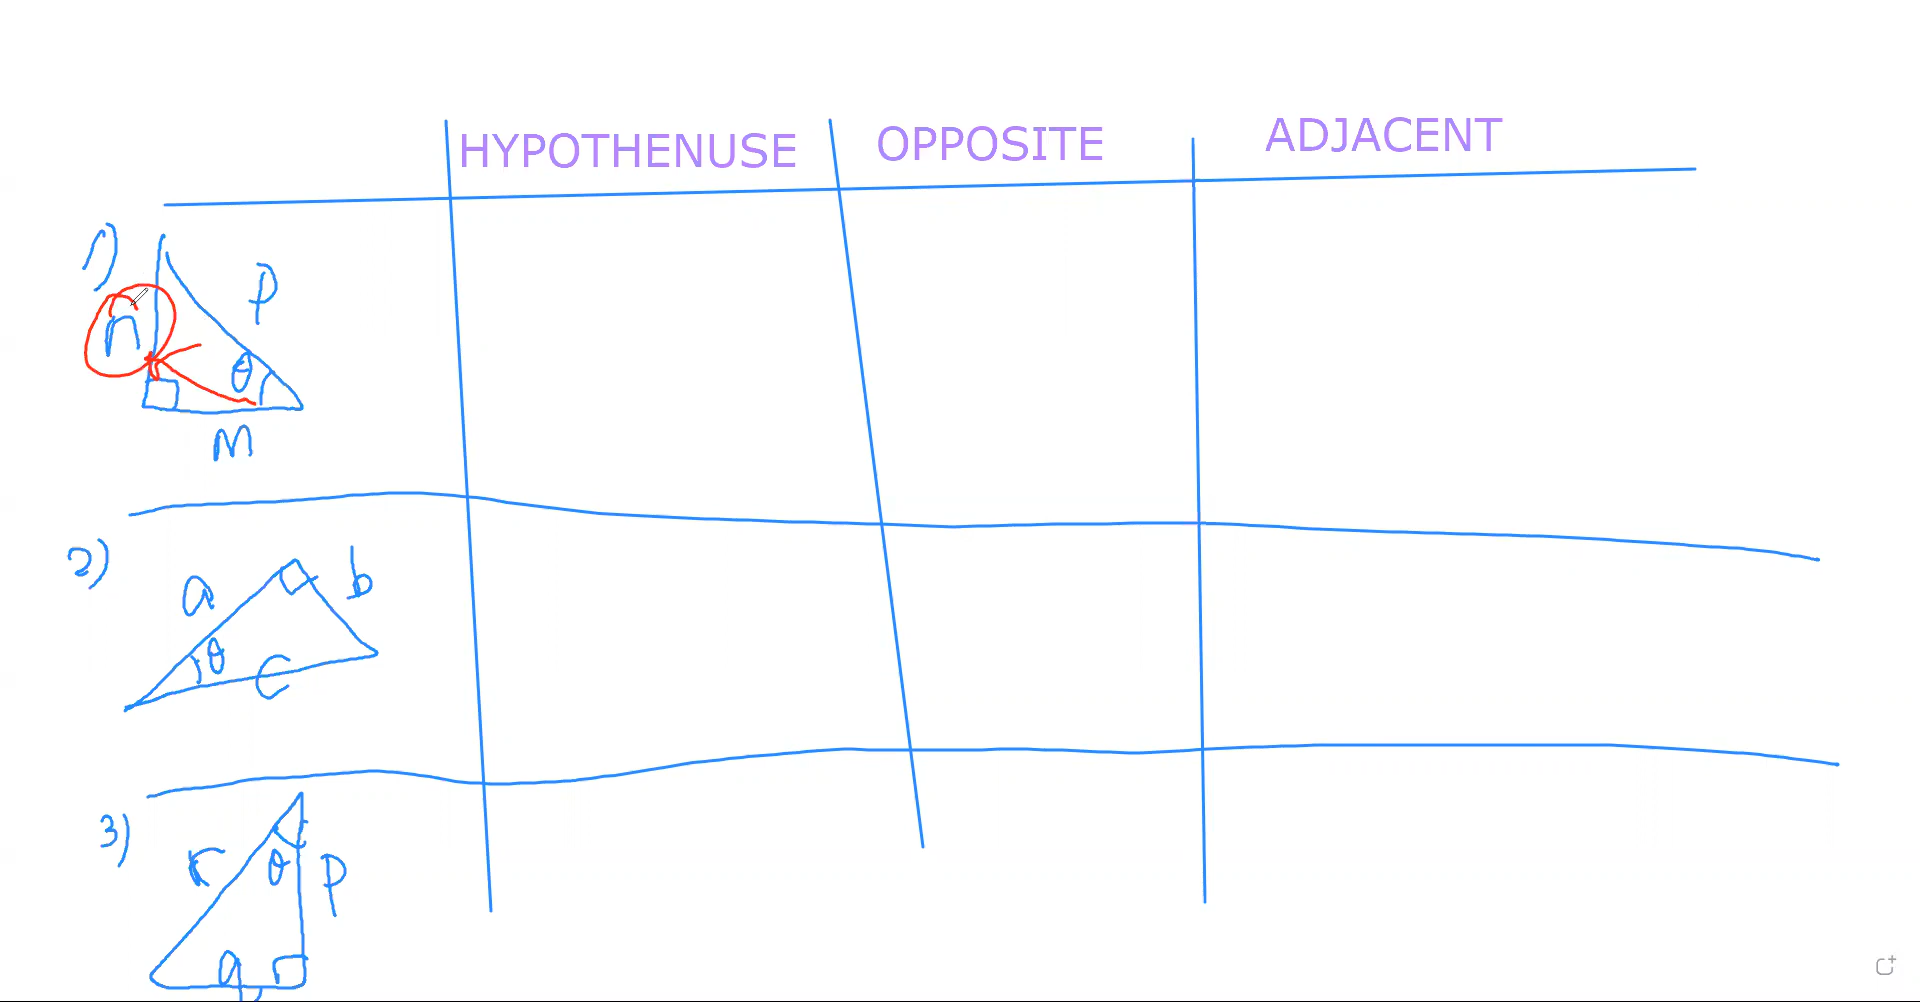 HYPOTHENUSE OPPOSITE ADJACENT
1)
p
n
θ
m
2)
a
b
θ
c
3)
r
θ
p
q